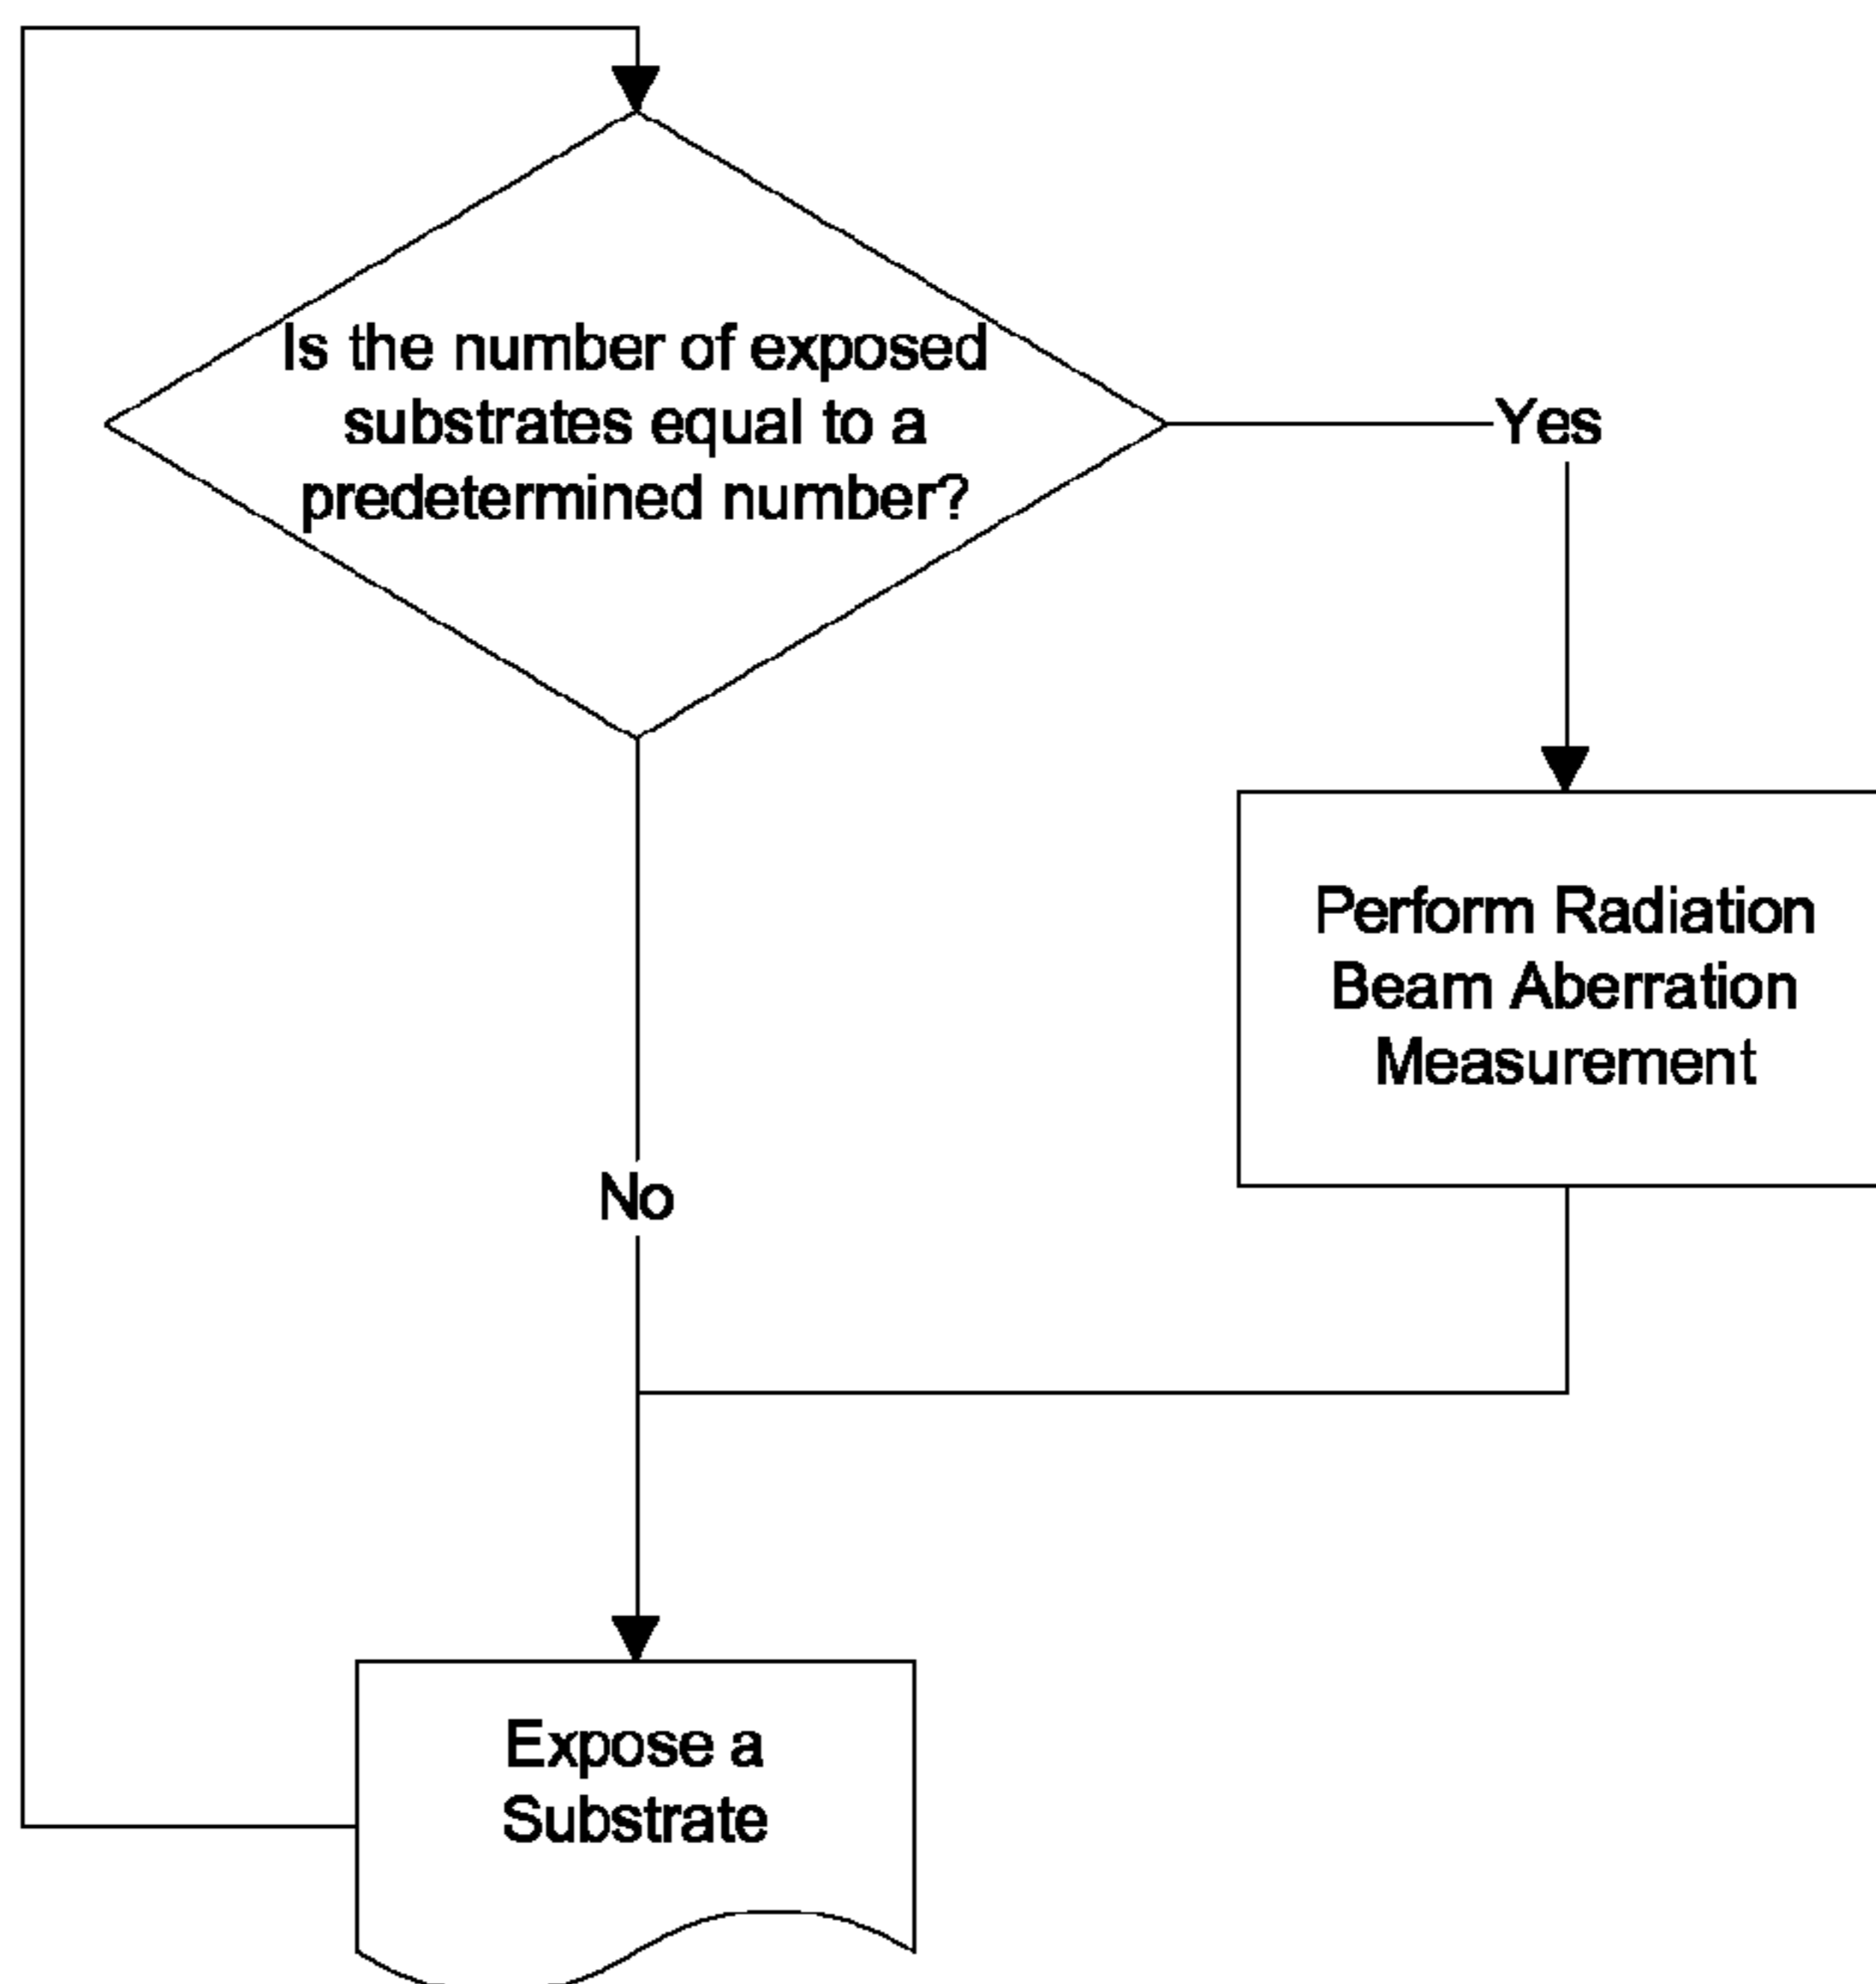 Is the number of exposed
substrates equal to a
predetermined number?
Yes
Perform Radiation
Beam Aberration
Measurement
No
Expose a
Substrate